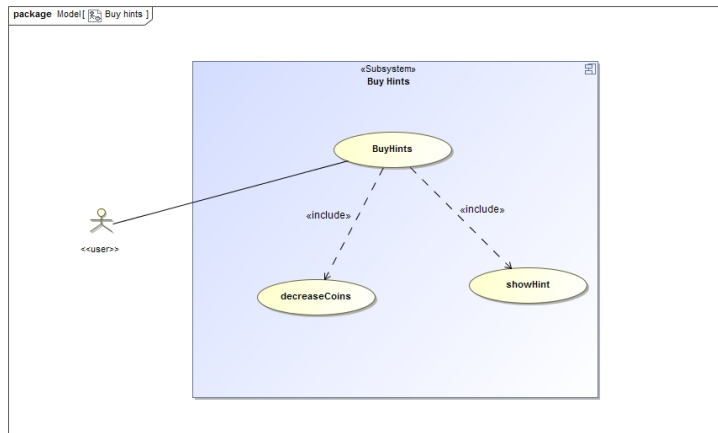 package Model[ Buy hints ]
«Subsystem»
Buy Hints
BuyHints
«include»
«include»
<<user>>
showHint
decreaseCoins